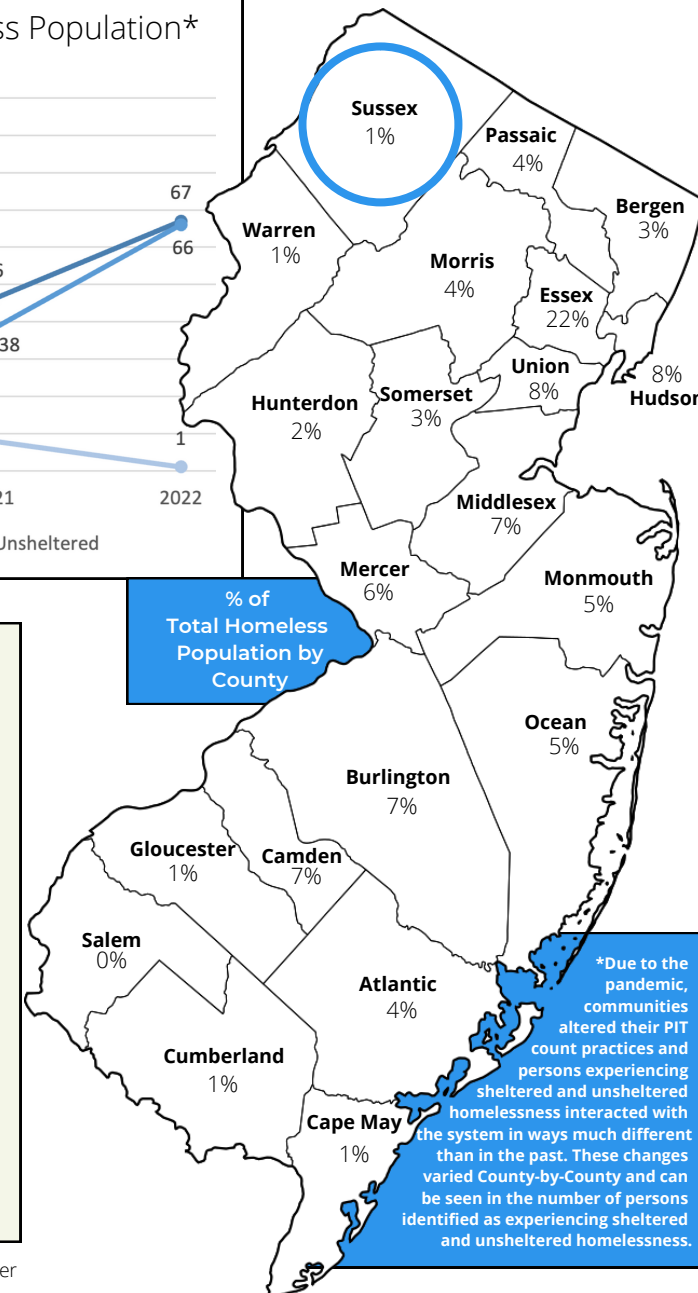 ss Population*
67
66
38
1
21
2022
Unsheltered
% of
Total Homeless
Population by
County
Sussex
1%
Passaic
4%
Bergen
3%
Warren
1%
Morris
4%
Essex
22%
Union
8%
8%
Hudson
Hunterdon
2%
Somerset
3%
Middlesex
7%
Mercer
6%
Monmouth
5%
Ocean
5%
Burlington
7%
Gloucester
1%
Camden
7%
Salem
0%
Atlantic
4%
Cumberland
1%
Cape May
1%
*Due to the
pandemic,
communities
altered their PIT
count practices and
persons experiencing
sheltered and unsheltered
homelessness interacted with
the system in ways much different
than in the past. These changes
varied County-by-County and can
be seen in the number of persons
identified as experiencing sheltered
and unsheltered homelessness.
er